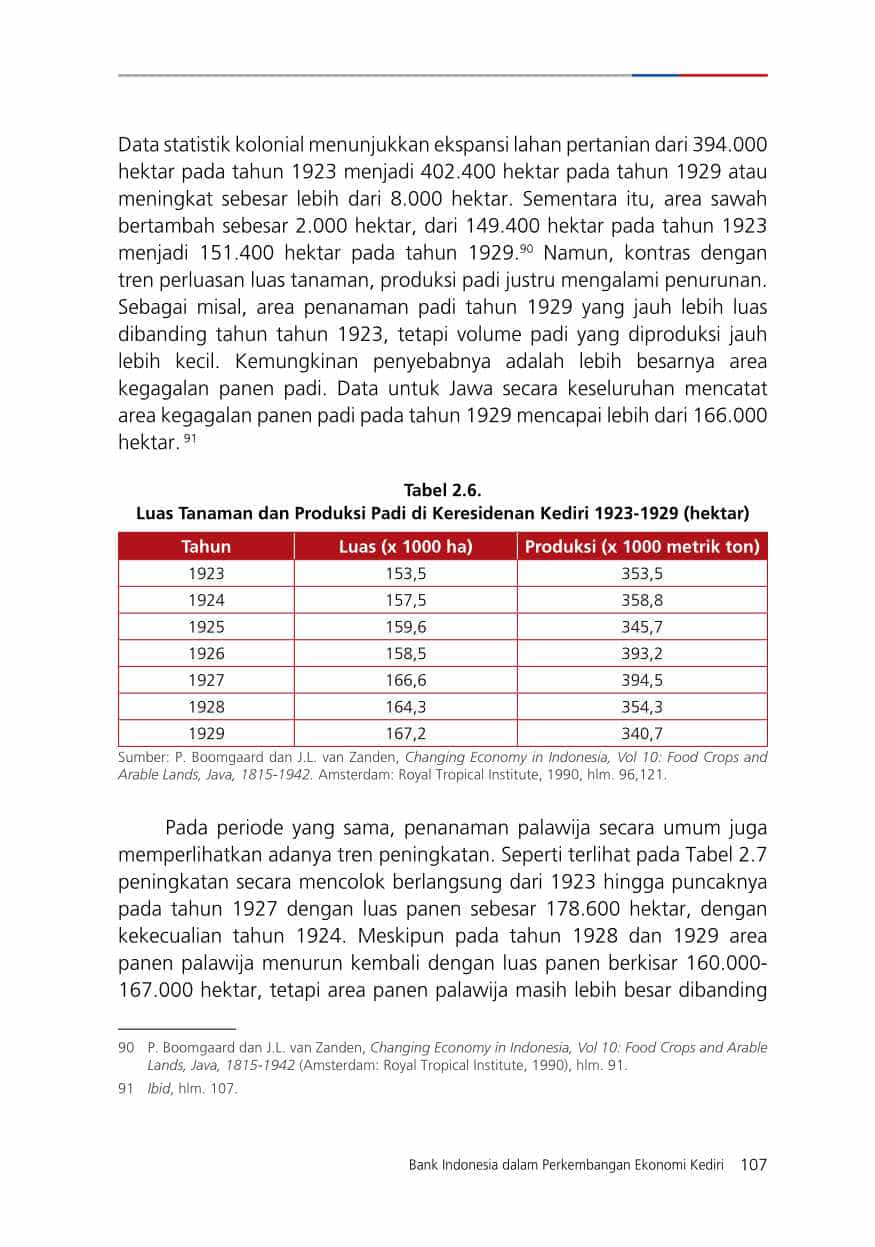 Data statistik kolonial menunjukkan ekspansi lahan pertanian dari 394.000
hektar pada tahun 1923 menjadi 402.400 hektar pada tahun 1929 atau
meningkat sebesar lebih dari 8.000 hektar. Sementara itu, area sawah
bertambah sebesar 2.000 hektar, dari 149.400 hektar pada tahun 1923
menjadi 151.400 hektar pada tahun 1929.90 Namun, kontras dengan
tren perluasan luas tanaman, produksi padi justru mengalami penurunan.
Sebagai misal, area penanaman padi tahun 1929 yang jauh lebih luas
dibanding tahun tahun 1923, tetapi volume padi yang diproduksi jauh
lebih kecil. Kemungkinan penyebabnya adalah lebih besarnya area
kegagalan panen padi. Data untuk Jawa secara keseluruhan mencatat
area kegagalan panen padi pada tahun 1929 mencapai lebih dari 166.000
hektar. 91
Tabel 2.6.
Luas Tanaman dan Produksi Padi di Keresidenan Kediri 1923-1929 (hektar)
Tahun Luas (x 1000 ha) Produksi (x 1000 metrik ton)
1923 153,5 353,5
1924 157,5 358,8
1925 159,6 345,7
1926 158,5 393,2
1927 166,6 394,5
1928 164,3 354,3
1929 167,2 340,7
Sumber: P. Boomgaard dan J.L. van Zanden, Changing Economy in Indonesia, Vol 10: Food Crops and
Arable Lands, Java, 1815-1942. Amsterdam: Royal Tropical Institute, 1990, hlm. 96,121.
Pada periode yang sama, penanaman palawija secara umum juga
memperlihatkan adanya tren peningkatan. Seperti terlihat pada Tabel 2.7
peningkatan secara mencolok berlangsung dari 1923 hingga puncaknya
pada tahun 1927 dengan luas panen sebesar 178.600 hektar, dengan
kekecualian tahun 1924. Meskipun pada tahun 1928 dan 1929 area
panen palawija menurun kembali dengan luas panen berkisar 160.000-
167.000 hektar, tetapi area panen palawija masih lebih besar dibanding
90 P. Boomgaard dan J.L. van Zanden, Changing Economy in Indonesia, Vol 10: Food Crops and Arable
Lands, Java, 1815-1942 (Amsterdam: Royal Tropical Institute, 1990), hlm. 91.
91 Ibid, hlm. 107.
Bank Indonesia dalam Perkembangan Ekonomi Kediri 107